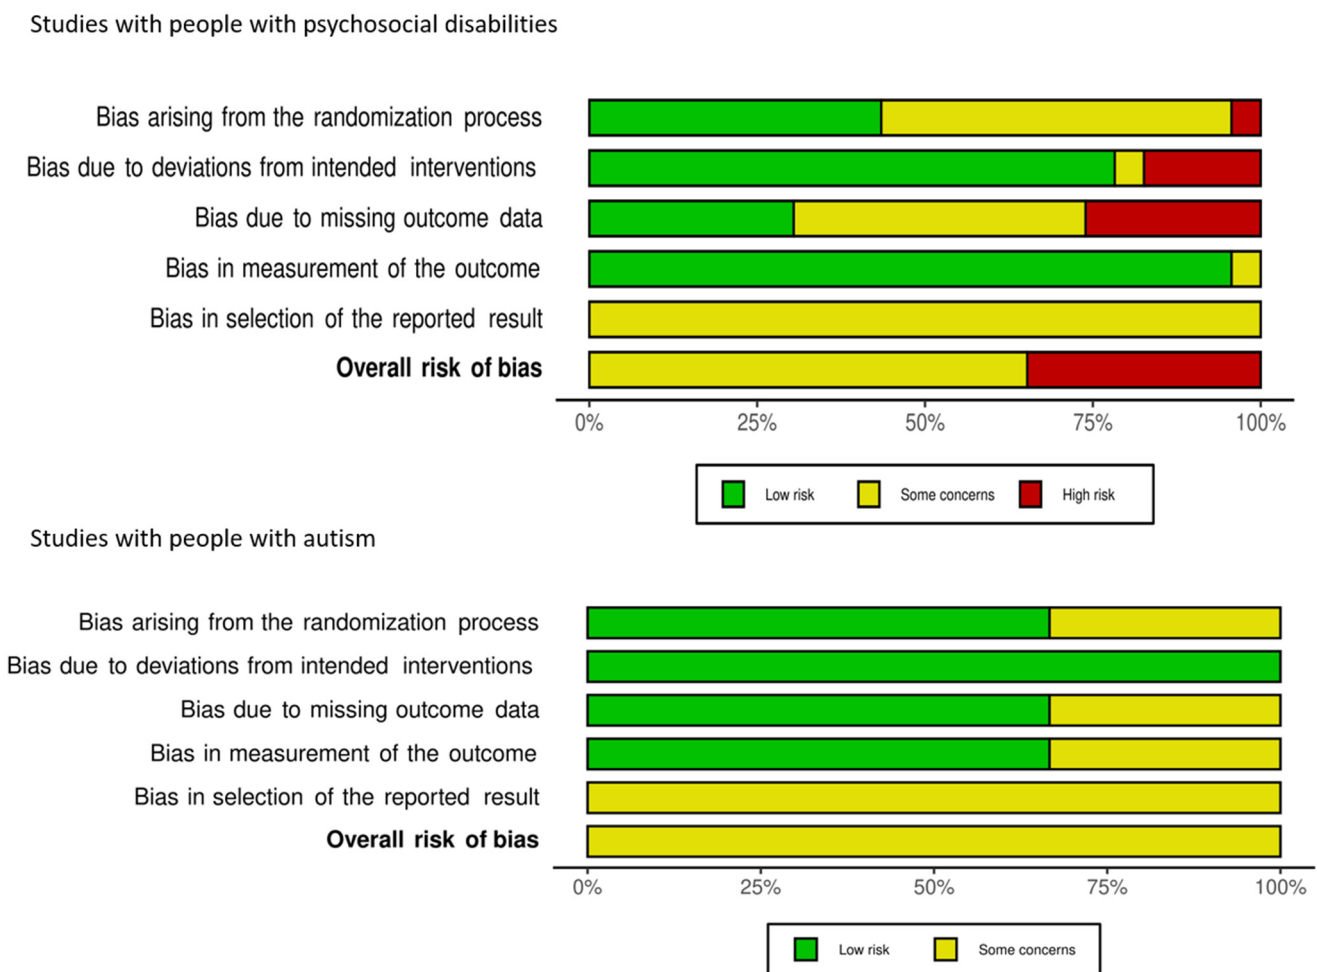 Studies with people with psychosocial disabilities
Bias arising from the randomization process
Bias due to deviations from intended interventions
Bias due to missing outcome data
Bias in measurement of the outcome
Bias in selection of the reported result
Overall risk of bias
0% 25% 50% 75% 100%
Low risk Some concerns High risk
Studies with people with autism
Bias arising from the randomization process
Bias due to deviations from intended interventions
Bias due to missing outcome data
Bias in measurement of the outcome
Bias in selection of the reported result
Overall risk of bias
0% 25% 50% 75% 100%
Low risk Some concerns